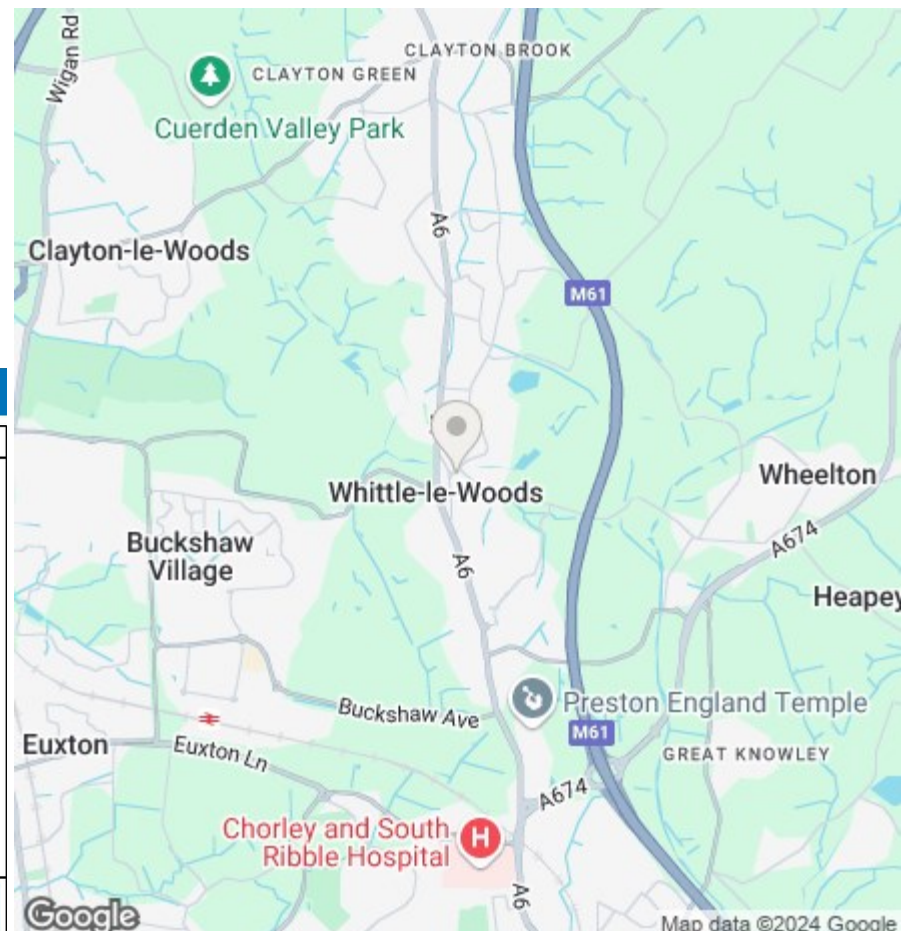 CLAYTON BROOK
Wigan Rd
CLAYTON GREEN
Cuerden Valley Park
A6
Clayton-le-Woods
M61
Wheelton
Whittle-le-Woods
A674
Buckshaw
Village
A6
Heapey
Preston England Temple
Buckshaw Ave
M61
Euxton
Euxton Ln
GREAT KNOWLEY
A674
Chorley and South
Ribble Hospital
H
A6
Google
Map data ©2024 Google